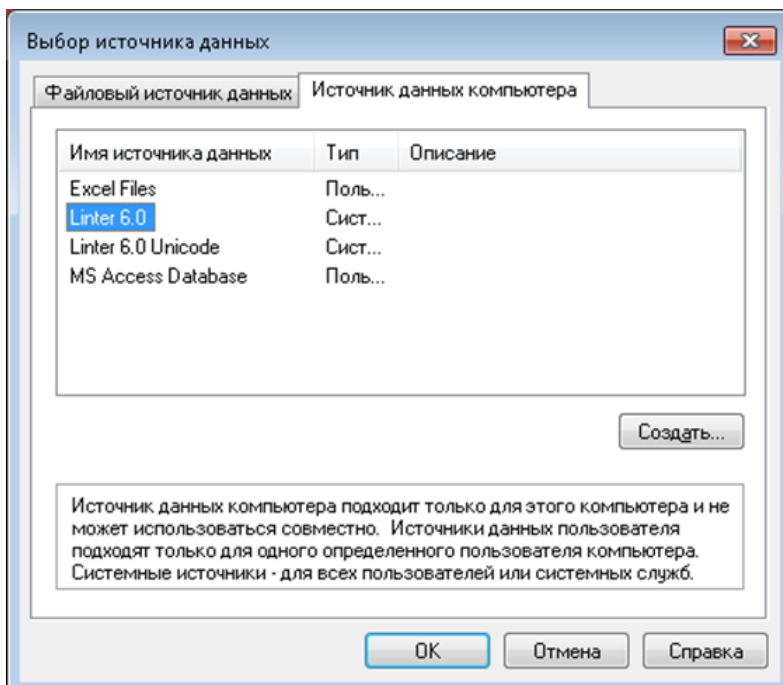 Выбор источника данных
Файловый источник данных Источник данных компьютера
Имя источника данных Тип Описание
Excel Files Поль...
Linter 6.0 Сист...
Linter 6.0 Unicode Сист...
MS Access Database Поль...
Создать...
Источник данных компьютера подходит только для этого компьютера и не
может использоваться совместно. Источники данных пользователя
подходят только для одного определенного пользователя компьютера.
Системные источники - для всех пользователей или системных служб.
OK Отмена Справка